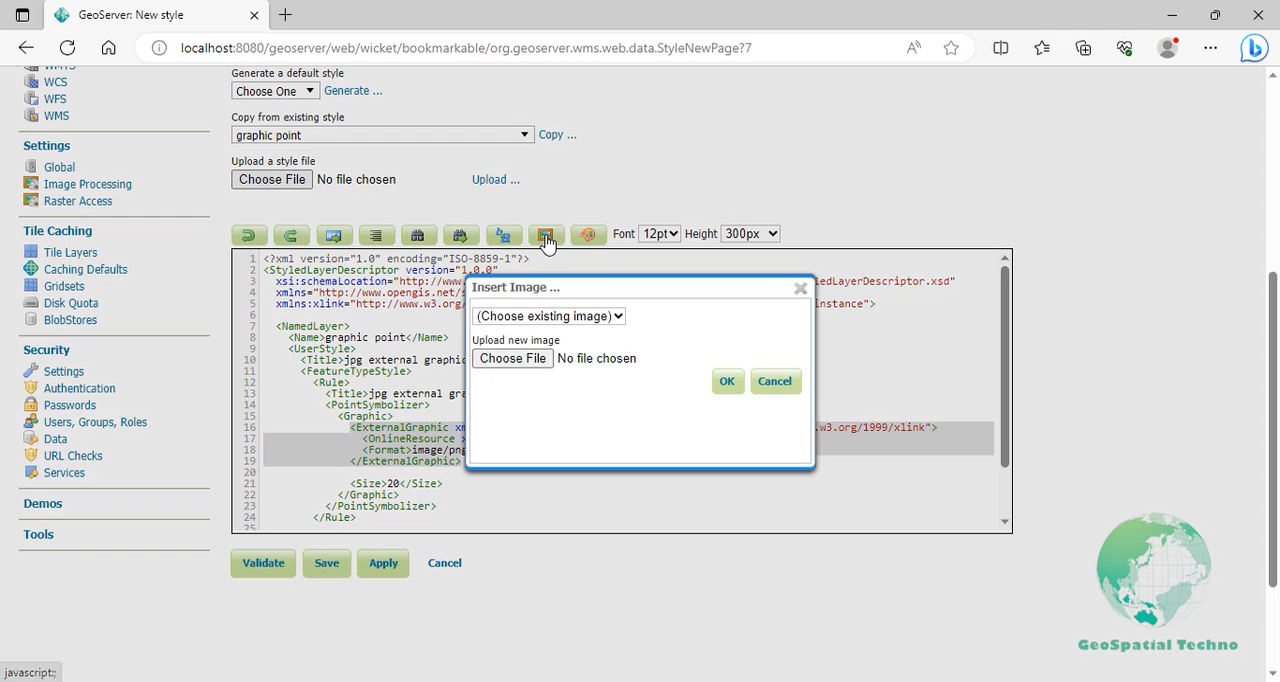 GeoServer: New style
localhost:8080/geoserver/web/wicket/bookmarkable/org.geoserver.wms.web.data.StyleNewPage?7
WMTS
WCS
WFS
WMS
Settings
Global
Image Processing
Raster Access
Tile Caching
Tile Layers
Caching Defaults
Gridsets
Disk Quota
BlobStores
Security
Settings
Authentication
Passwords
Users, Groups, Roles
Data
URL Checks
Services
Demos
Tools
Generate a default style
Choose One Generate ...
Copy from existing style
graphic point Copy ...
Upload a style file
Choose File No file chosen Upload ...
Font 12pt Height 300px
1 <?xml version="1.0" encoding="ISO-8859-1"?>
2 <StyledLayerDescriptor version="1.0.0"
3 xsi:schemaLocation="http://www. ledLayerDescriptor.xsd"
4 xmlns="http://www.opengis.net/s
5 xmlns:xlink="http://www.w3.org/ instance">
6
7 <NamedLayer>
8 <Name>graphic point</Name>
9 <UserStyle>
10 <Title>jpg external graphic
11 <FeatureTypeStyle>
12 <Rule>
13 <Title>jpg external gra
14 <PointSymbolizer>
15 <Graphic>
16 <ExternalGraphic xm .w3.org/1999/xlink">
17 <OnlineResource x
18 <Format>image/png
19 </ExternalGraphic>
20
21 <Size>20</Size>
22 </Graphic>
23 </PointSymbolizer>
24 </Rule>
25
Insert Image ...
(Choose existing image)
Upload new image
Choose File No file chosen
OK Cancel
Validate Save Apply Cancel
GeoSpatial Techno
javascript:;